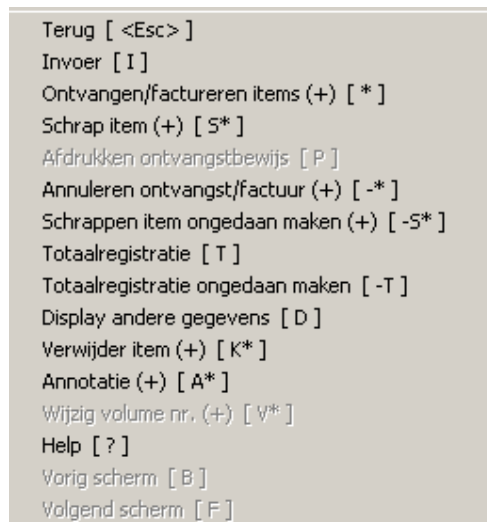 Terug [ <Esc> ]
Invoer [ I ]
Ontvangen/factureren items (+) [ * ]
Schrap item (+) [ S* ]
Afdrukken ontvangstbewijs [ P ]
Annuleren ontvangst/factuur (+) [ -* ]
Schrappen item ongedaan maken (+) [ -S* ]
Totaalregistratie [ T ]
Totaalregistratie ongedaan maken [ -T ]
Display andere gegevens [ D ]
Verwijder item (+) [ K* ]
Annotatie (+) [ A* ]
Wijzig volume nr. (+) [ V* ]
Help [ ? ]
Vorig scherm [ B ]
Volgend scherm [ F ]